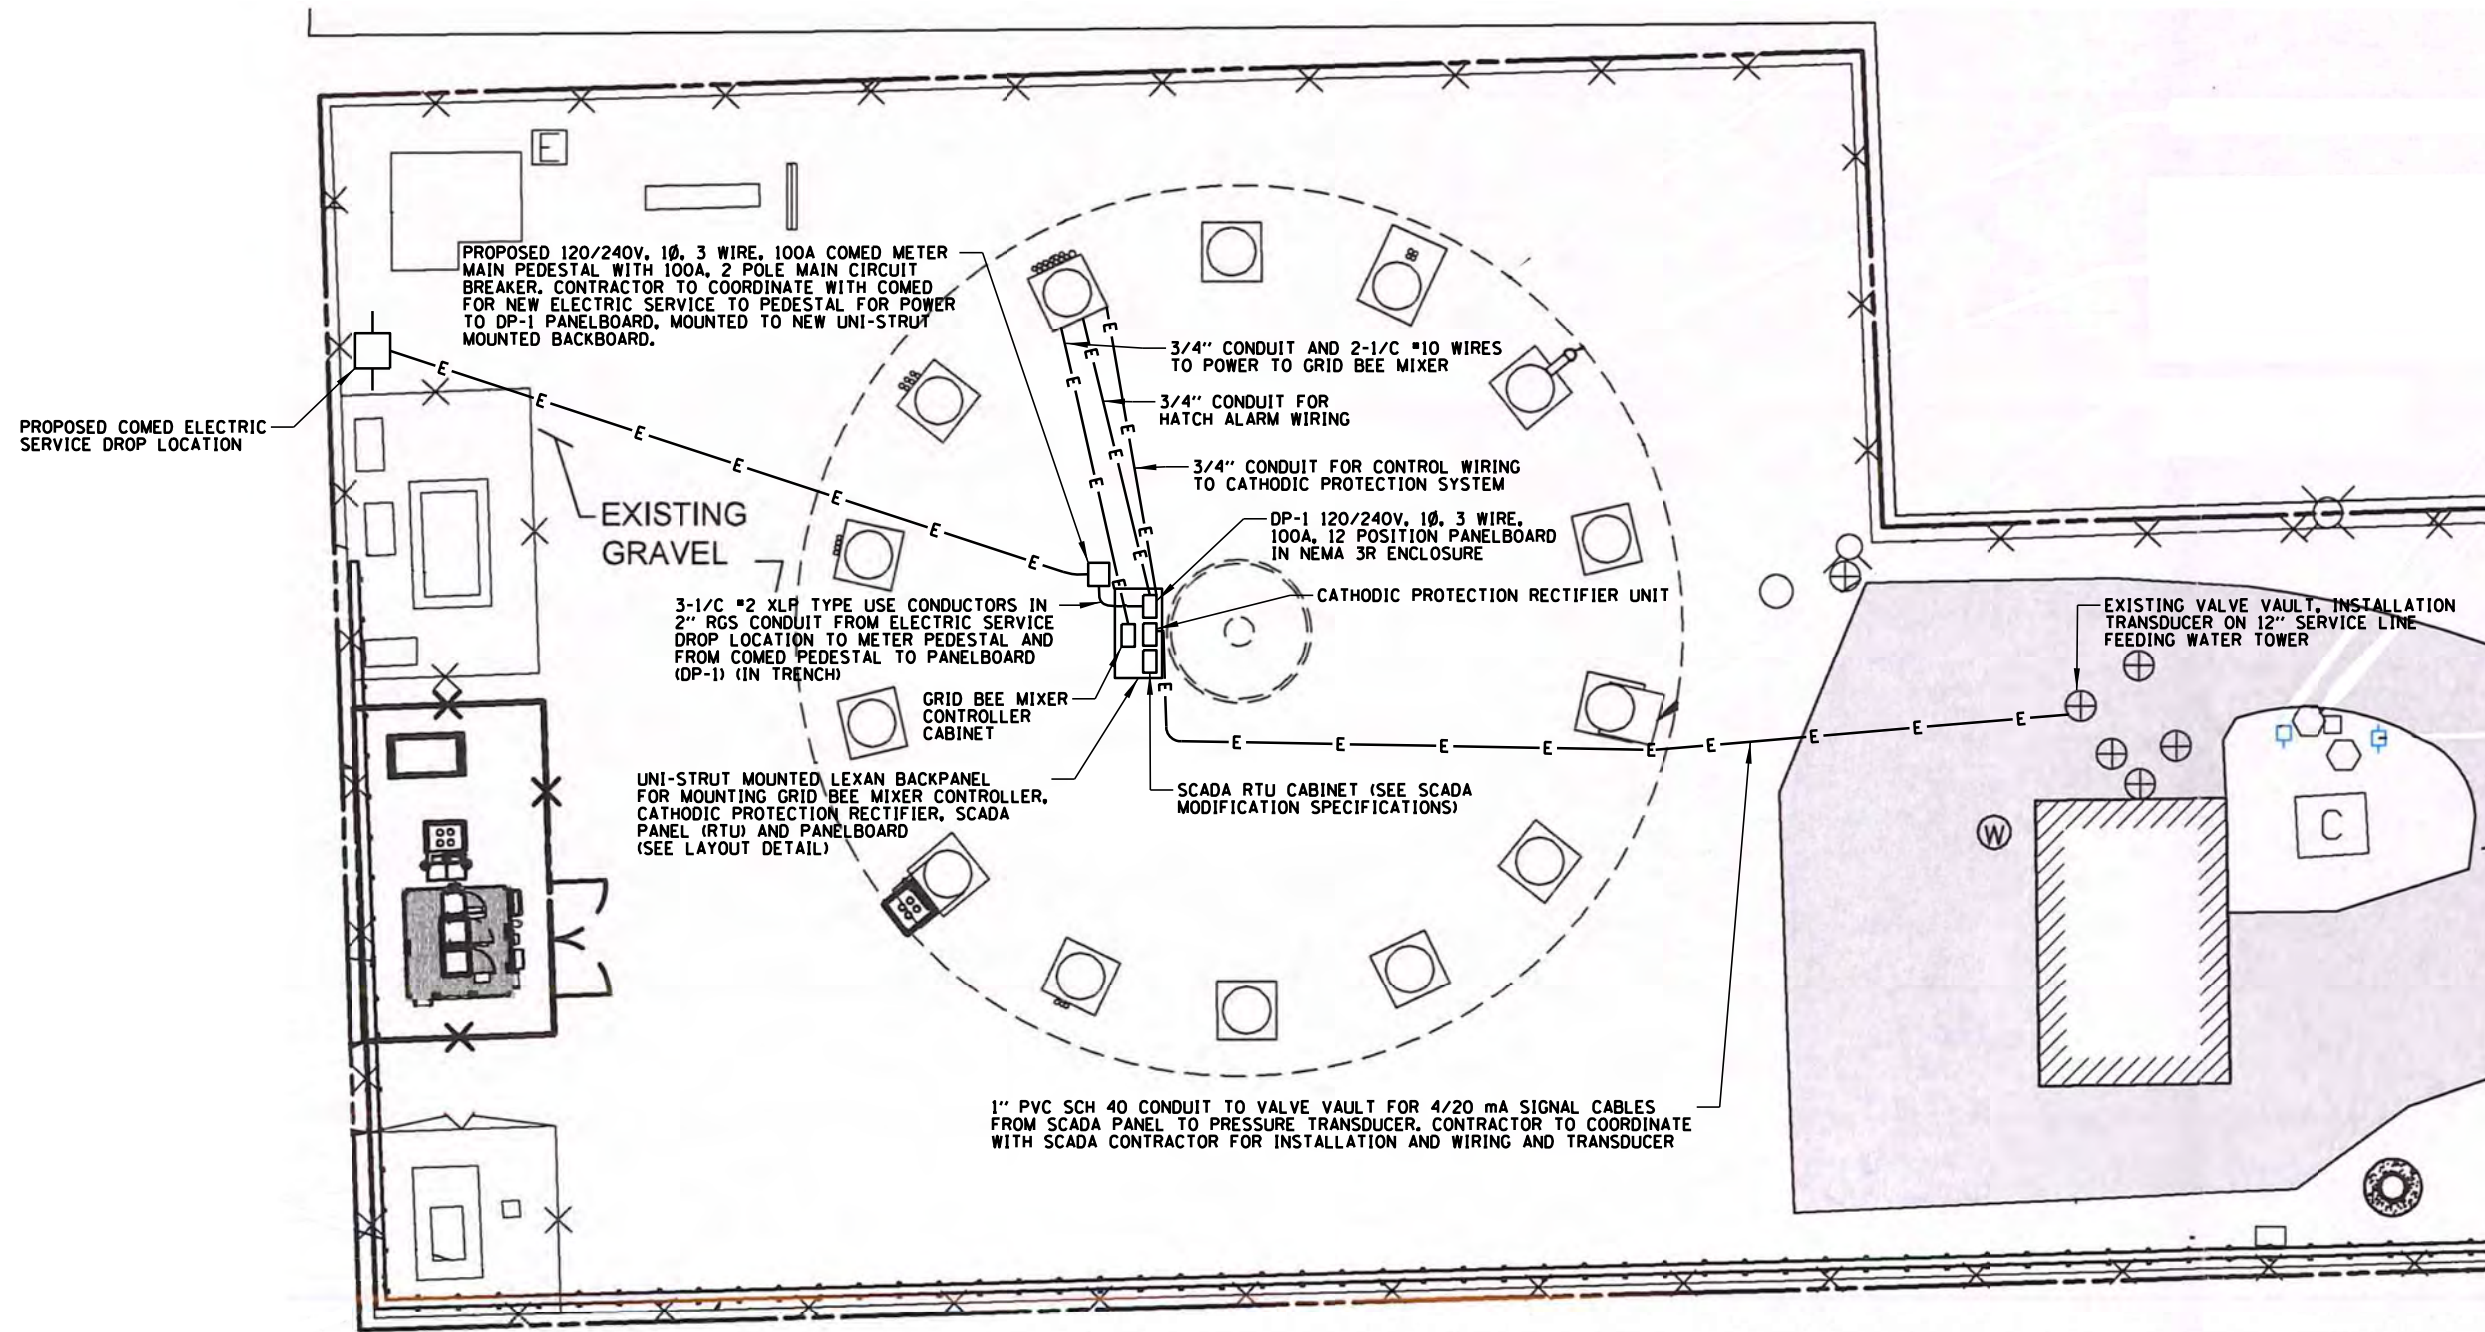 E
PROPOSED 120/240V, 1Ø, 3 WIRE, 100A COMED METER
MAIN PEDESTAL WITH 100A, 2 POLE MAIN CIRCUIT
BREAKER. CONTRACTOR TO COORDINATE WITH COMED
FOR NEW ELECTRIC SERVICE TO PEDESTAL FOR POWER
TO DP-1 PANELBOARD, MOUNTED TO NEW UNI-STRUT
MOUNTED BACKBOARD.
3/4" CONDUIT AND 2-1/C #10 WIRES
TO POWER TO GRID BEE MIXER
3/4" CONDUIT FOR
HATCH ALARM WIRING
PROPOSED COMED ELECTRIC
SERVICE DROP LOCATION
3/4" CONDUIT FOR CONTROL WIRING
TO CATHODIC PROTECTION SYSTEM
EXISTING
GRAVEL
DP-1 120/240V, 1Ø, 3 WIRE,
100A, 12 POSITION PANELBOARD
IN NEMA 3R ENCLOSURE
CATHODIC PROTECTION RECTIFIER UNIT
3-1/C #2 XLP TYPE USE CONDUCTORS IN
2" RGS CONDUIT FROM ELECTRIC SERVICE
DROP LOCATION TO METER PEDESTAL AND
FROM COMED PEDESTAL TO PANELBOARD
(DP-1) (IN TRENCH)
EXISTING VALVE VAULT, INSTALLATION
TRANSDUCER ON 12" SERVICE LINE
FEEDING WATER TOWER
GRID BEE MIXER
CONTROLLER
CABINET
UNI-STRUT MOUNTED LEXAN BACKPANEL
FOR MOUNTING GRID BEE MIXER CONTROLLER,
CATHODIC PROTECTION RECTIFIER, SCADA
PANEL (RTU) AND PANELBOARD
(SEE LAYOUT DETAIL)
SCADA RTU CABINET (SEE SCADA
MODIFICATION SPECIFICATIONS)
W
C
1" PVC SCH 40 CONDUIT TO VALVE VAULT FOR 4/20 mA SIGNAL CABLES
FROM SCADA PANEL TO PRESSURE TRANSDUCER. CONTRACTOR TO COORDINATE
WITH SCADA CONTRACTOR FOR INSTALLATION AND WIRING AND TRANSDUCER
E E E E E E E
E E E E E
E E E E E
E E E E E
E E E E E E E E E E